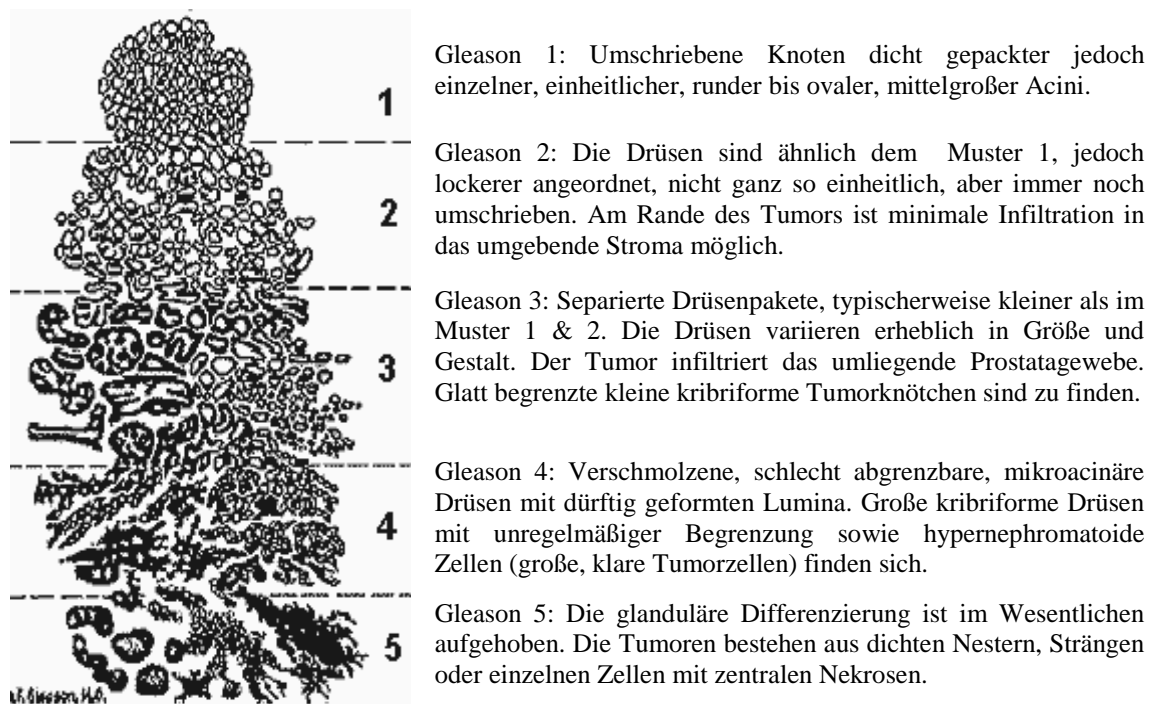 1
Gleason 1: Umschriebene Knoten dicht gepackter jedoch
einzelner, einheitlicher, runder bis ovaler, mittelgroßer Acini.
2
Gleason 2: Die Drüsen sind ähnlich dem Muster 1, jedoch
lockerer angeordnet, nicht ganz so einheitlich, aber immer noch
umschrieben. Am Rande des Tumors ist minimale Infiltration in
das umgebende Stroma möglich.
3
Gleason 3: Separierte Drüsenpakete, typischerweise kleiner als im
Muster 1 & 2. Die Drüsen variieren erheblich in Größe und
Gestalt. Der Tumor infiltriert das umliegende Prostatagewebe.
Glatt begrenzte kleine kribriforme Tumorknötchen sind zu finden.
4
Gleason 4: Verschmolzene, schlecht abgrenzbare, mikroacinäre
Drüsen mit dürftig geformten Lumina. Große kribriforme Drüsen
mit unregelmäßiger Begrenzung sowie hypernephromatoide
Zellen (große, klare Tumorzellen) finden sich.
5
Gleason 5: Die glanduläre Differenzierung ist im Wesentlichen
aufgehoben. Die Tumoren bestehen aus dichten Nestern, Strängen
oder einzelnen Zellen mit zentralen Nekrosen.